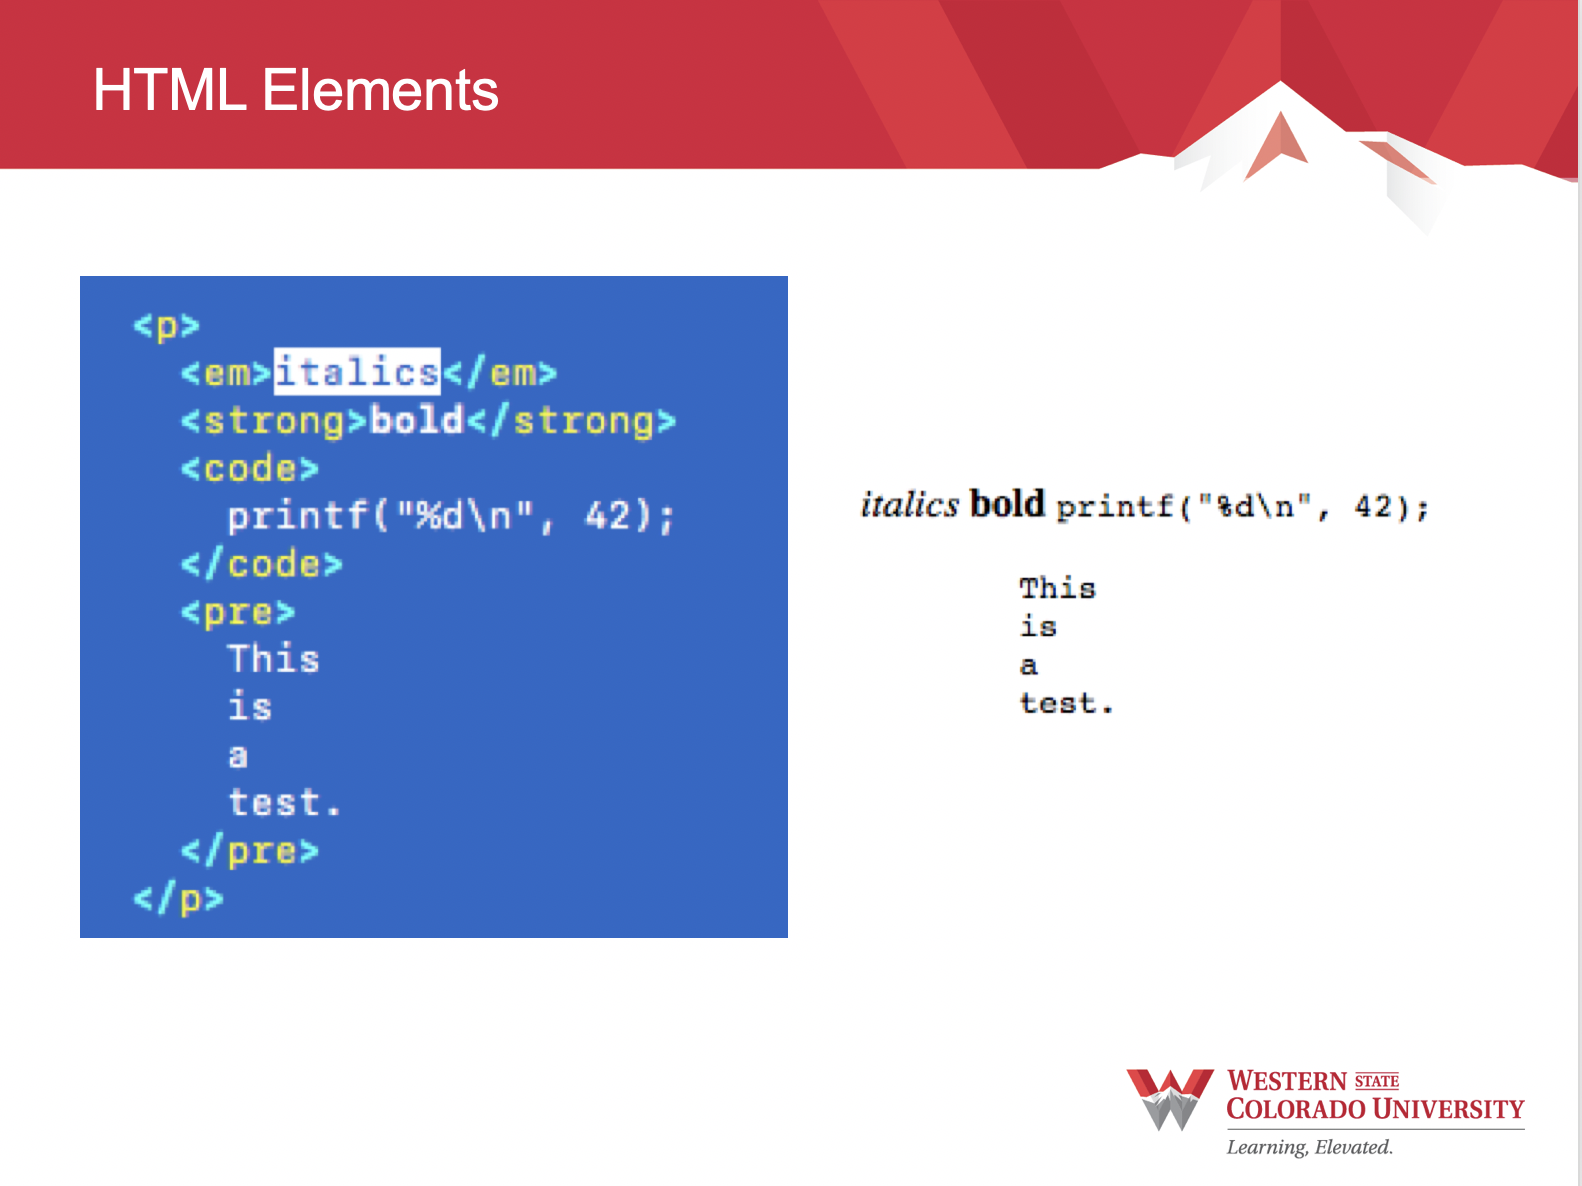 HTML Elements
<p>
<em>italics</em>
<strong>bold</strong>
<code>
printf("%d\n", 42);
</code>
<pre>
This
is
a
test.
</pre>
</p>
italics bold printf("%d\n", 42);
This
is
a
test.
WESTERN STATE
COLORADO UNIVERSITY
Learning, Elevated.